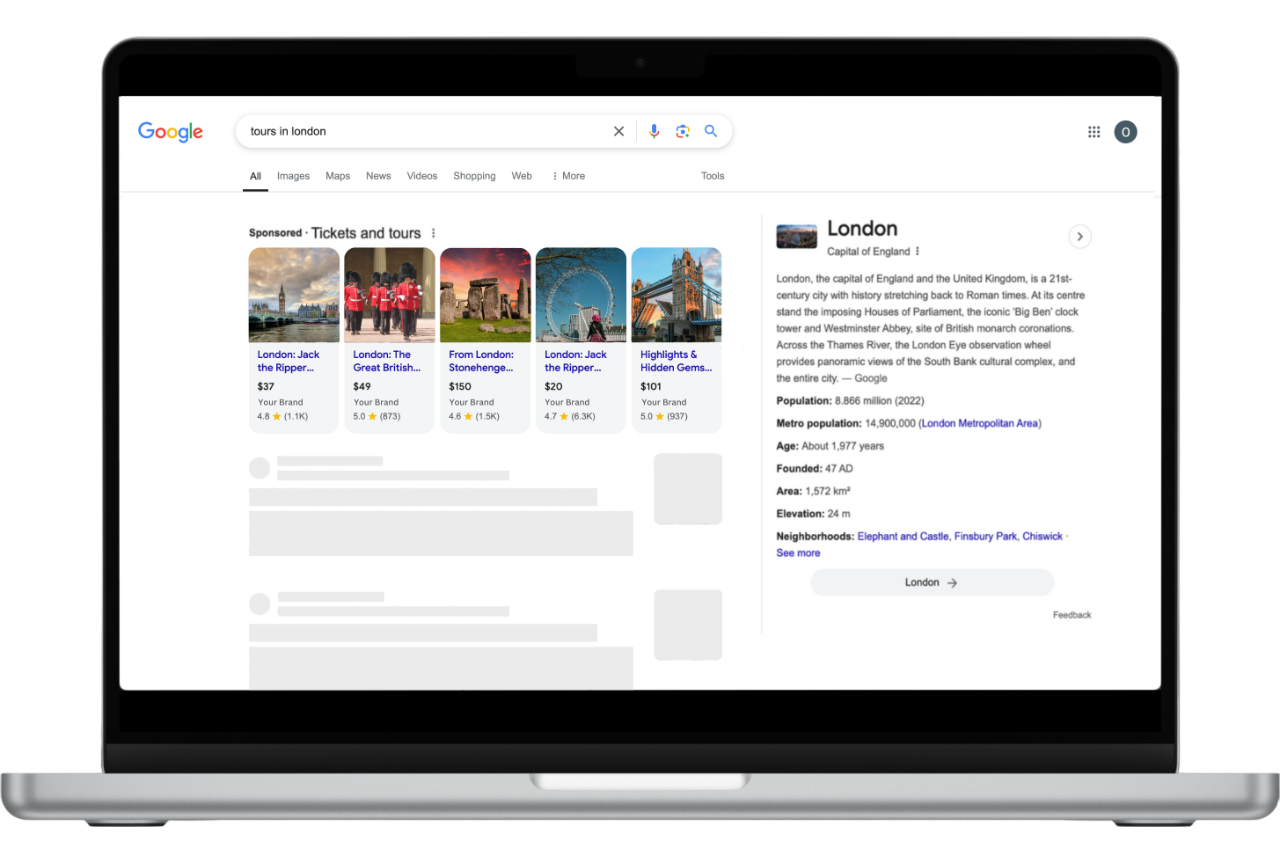 Google
tours in london
O
All Images Maps News Videos Shopping Web More Tools
Sponsored · Tickets and tours
London: Jack
the Ripper...
$37
Your Brand
4.8 ★ (1.1K)
London: The
Great British...
$49
Your Brand
5.0 ★ (873)
From London:
Stonehenge...
$150
Your Brand
4.6 ★ (1.5K)
London: Jack
the Ripper...
$20
Your Brand
4.7 ★ (6.3K)
Highlights &
Hidden Gems...
$101
Your Brand
5.0 ★ (937)
London
Capital of England
London, the capital of England and the United Kingdom, is a 21st-
century city with history stretching back to Roman times. At its centre
stand the imposing Houses of Parliament, the iconic 'Big Ben' clock
tower and Westminster Abbey, site of British monarch coronations.
Across the Thames River, the London Eye observation wheel
provides panoramic views of the South Bank cultural complex, and
the entire city. — Google
Population: 8.866 million (2022)
Metro population: 14,900,000 (London Metropolitan Area)
Age: About 1,977 years
Founded: 47 AD
Area: 1,572 km²
Elevation: 24 m
Neighborhoods: Elephant and Castle, Finsbury Park, Chiswick ·
See more
London →
Feedback